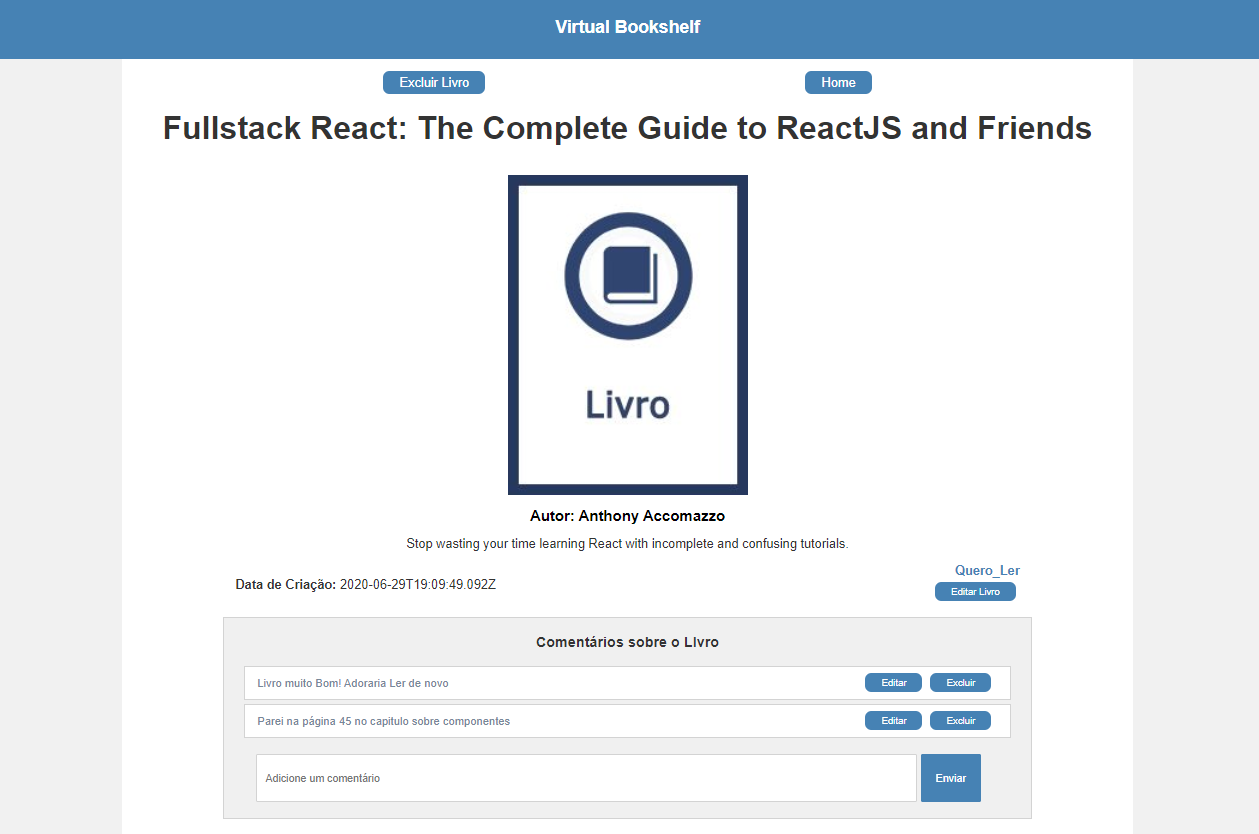 Virtual Bookshelf
Excluir Livro
Home
Fullstack React: The Complete Guide to ReactJS and Friends
Livro
Autor: Anthony Accomazzo
Stop wasting your time learning React with incomplete and confusing tutorials.
Quero_Ler
Data de Criação: 2020-06-29T19:09:49.092Z
Editar Livro
Comentários sobre o Livro
Livro muito Bom! Adoraria Ler de novo
Editar
Excluir
Parei na página 45 no capitulo sobre componentes
Editar
Excluir
Adicione um comentário
Enviar